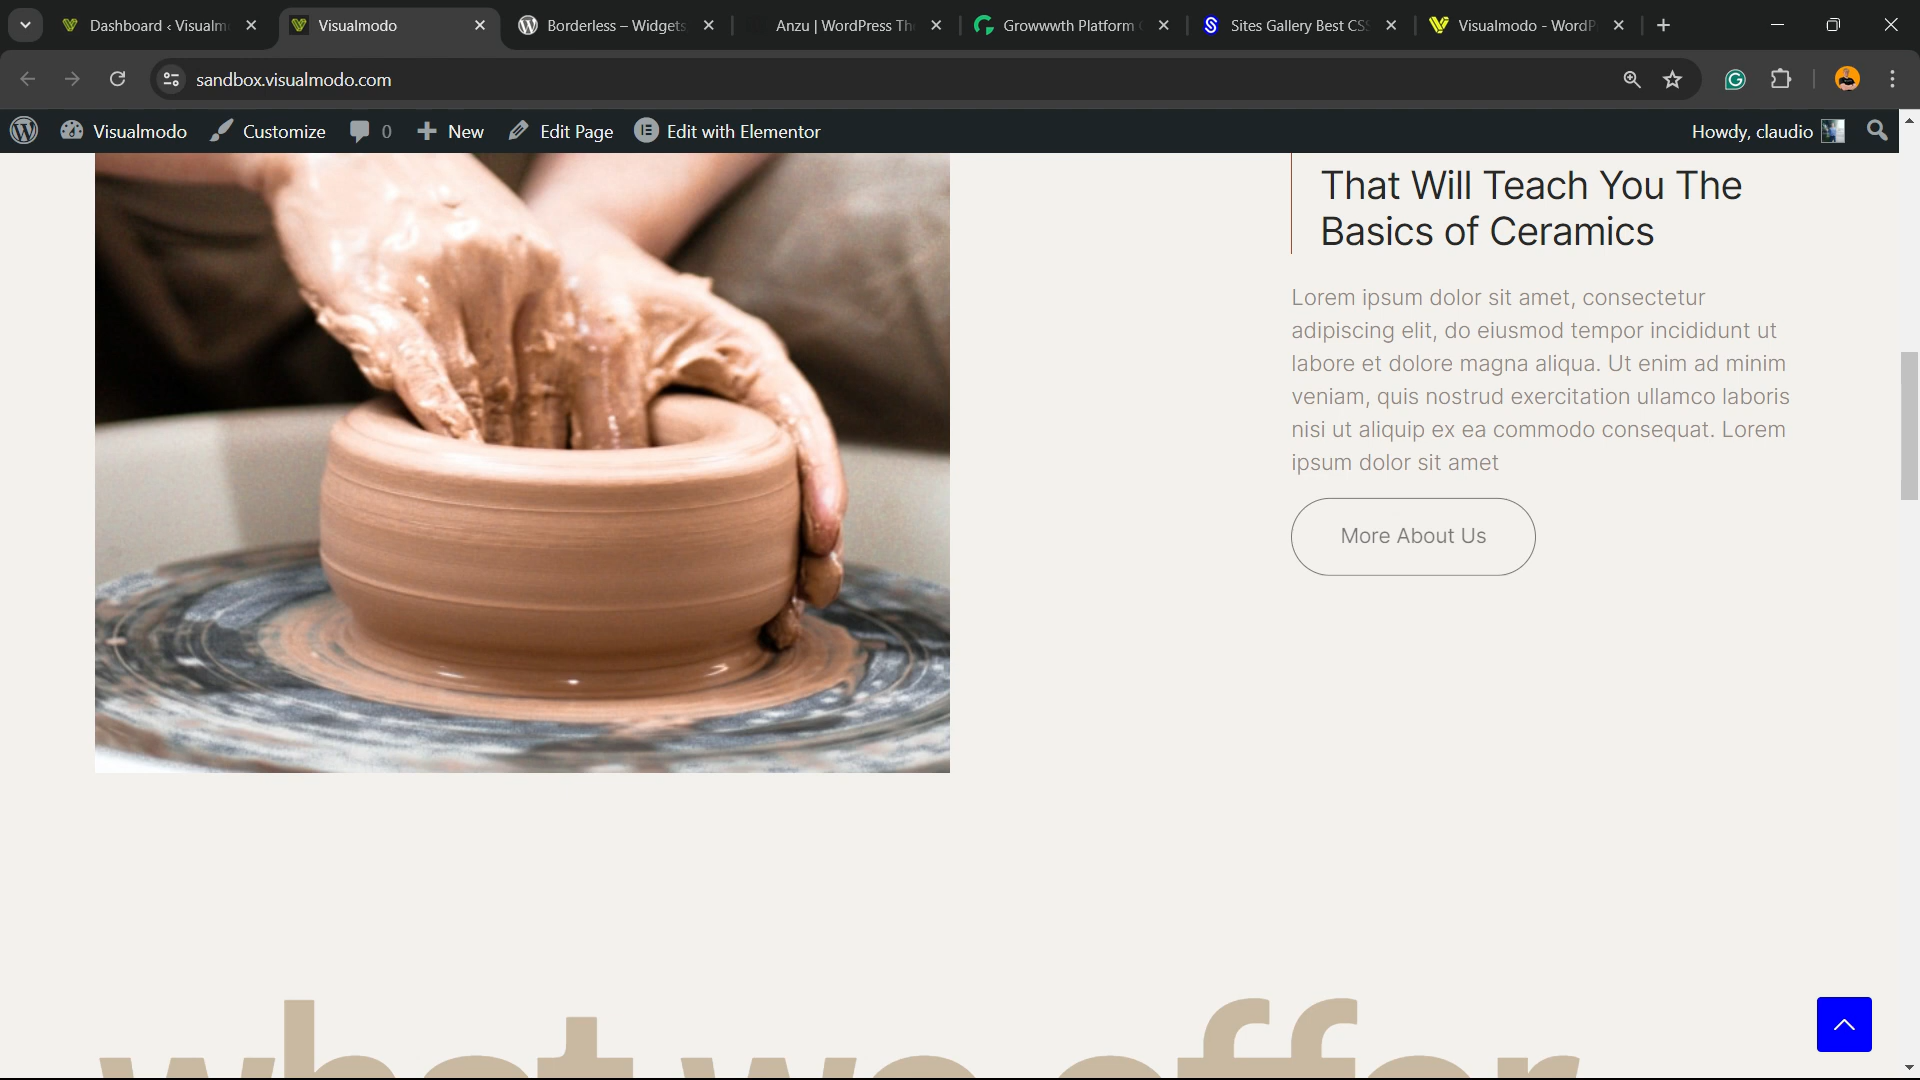 Dashboard ‹ Visualm
Visualmodo
Borderless – Widgets
Anzu | WordPress Th
Growwwth Platform
Sites Gallery Best CS
Visualmodo - WordP
sandbox.visualmodo.com
Visualmodo
Customize
0
New
Edit Page
Edit with Elementor
Howdy, claudio
That Will Teach You The
Basics of Ceramics
Lorem ipsum dolor sit amet, consectetur
adipiscing elit, do eiusmod tempor incididunt ut
labore et dolore magna aliqua. Ut enim ad minim
veniam, quis nostrud exercitation ullamco laboris
nisi ut aliquip ex ea commodo consequat. Lorem
ipsum dolor sit amet
More About Us
what we offer